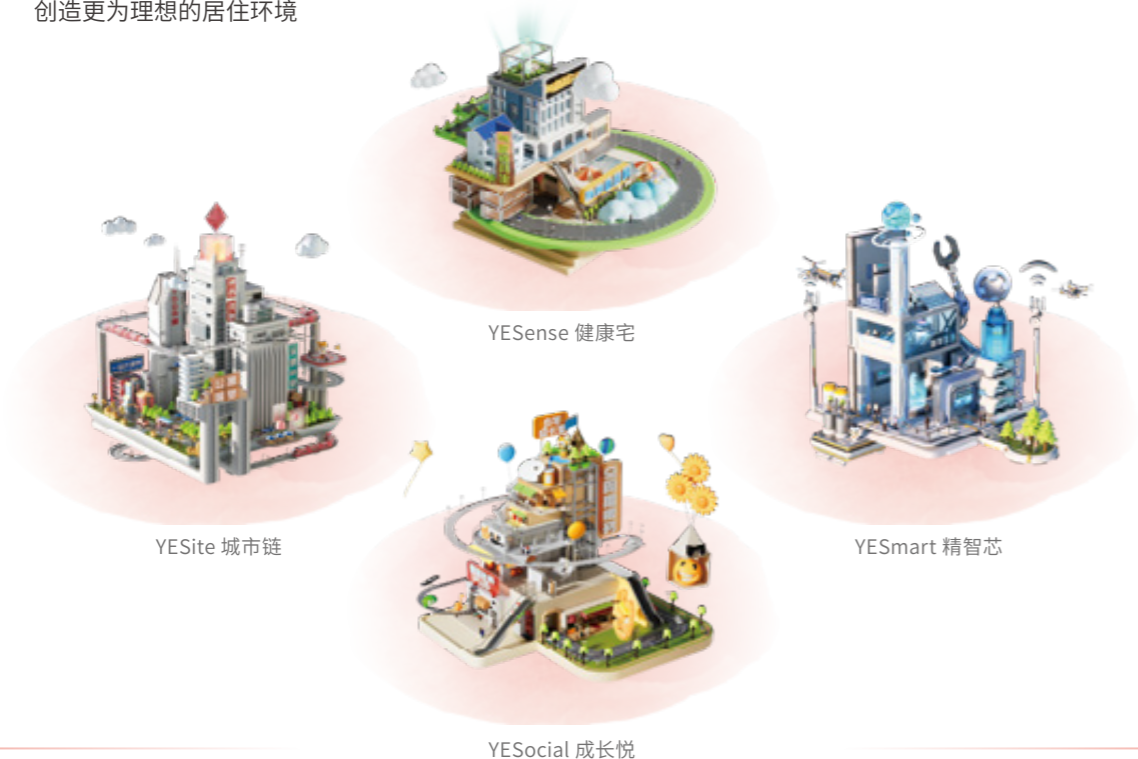 创造更为理想的居住环境
YESense 健康宅
YESite 城市链
YESmart 精智芯
YESocial 成长悦